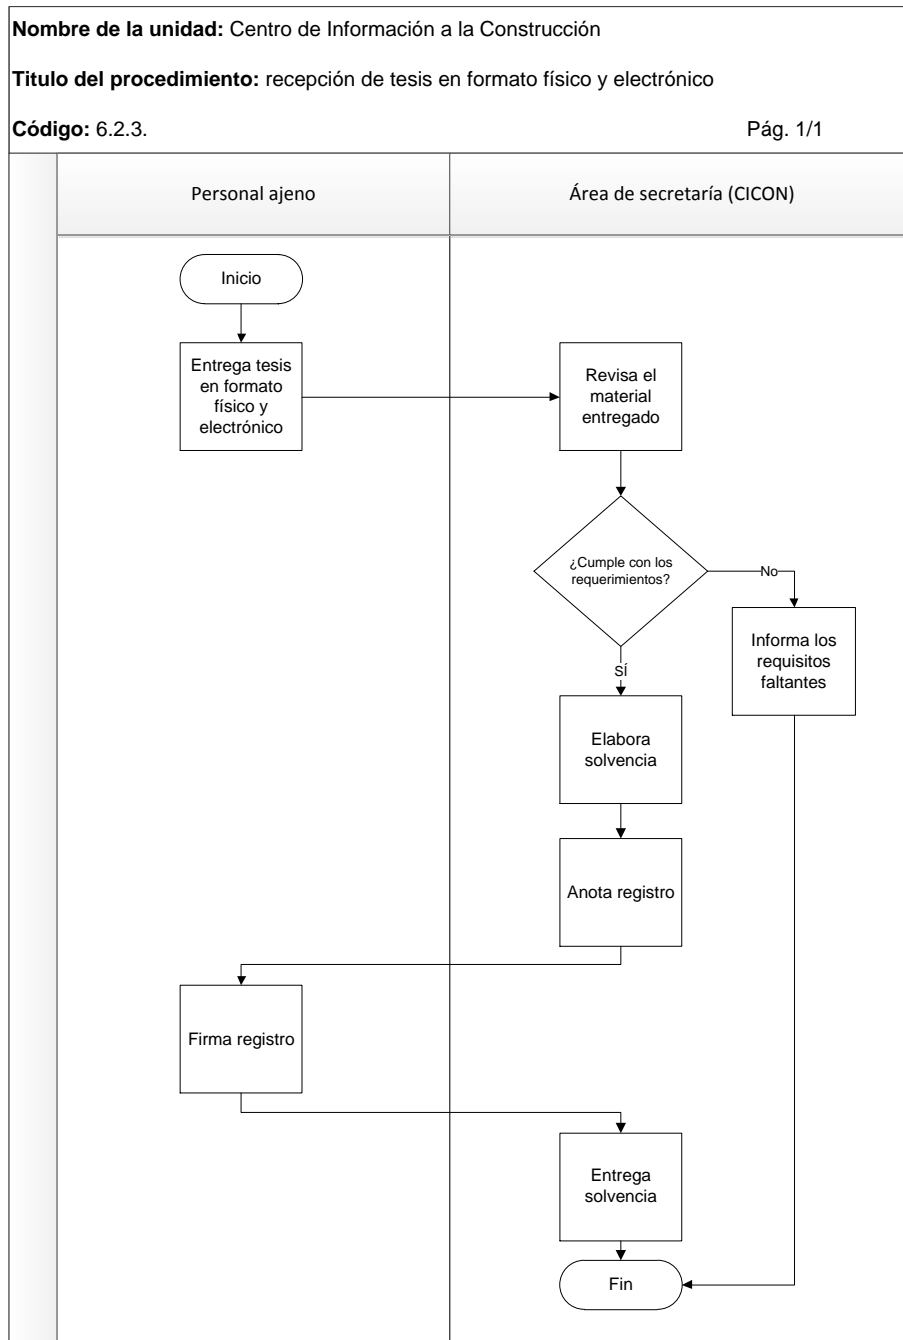 Nombre de la unidad: Centro de Información a la Construcción
Titulo del procedimiento: recepción de tesis en formato físico y electrónico
Código: 6.2.3. Pág. 1/1
Personal ajeno
Área de secretaría (CICON)
Inicio
Entrega tesis
en formato
físico y
electrónico
Revisa el
material
entregado
¿Cumple con los
requerimientos?
No
Informa los
requisitos
faltantes
SÍ
Elabora
solvencia
Anota registro
Firma registro
Entrega
solvencia
Fin